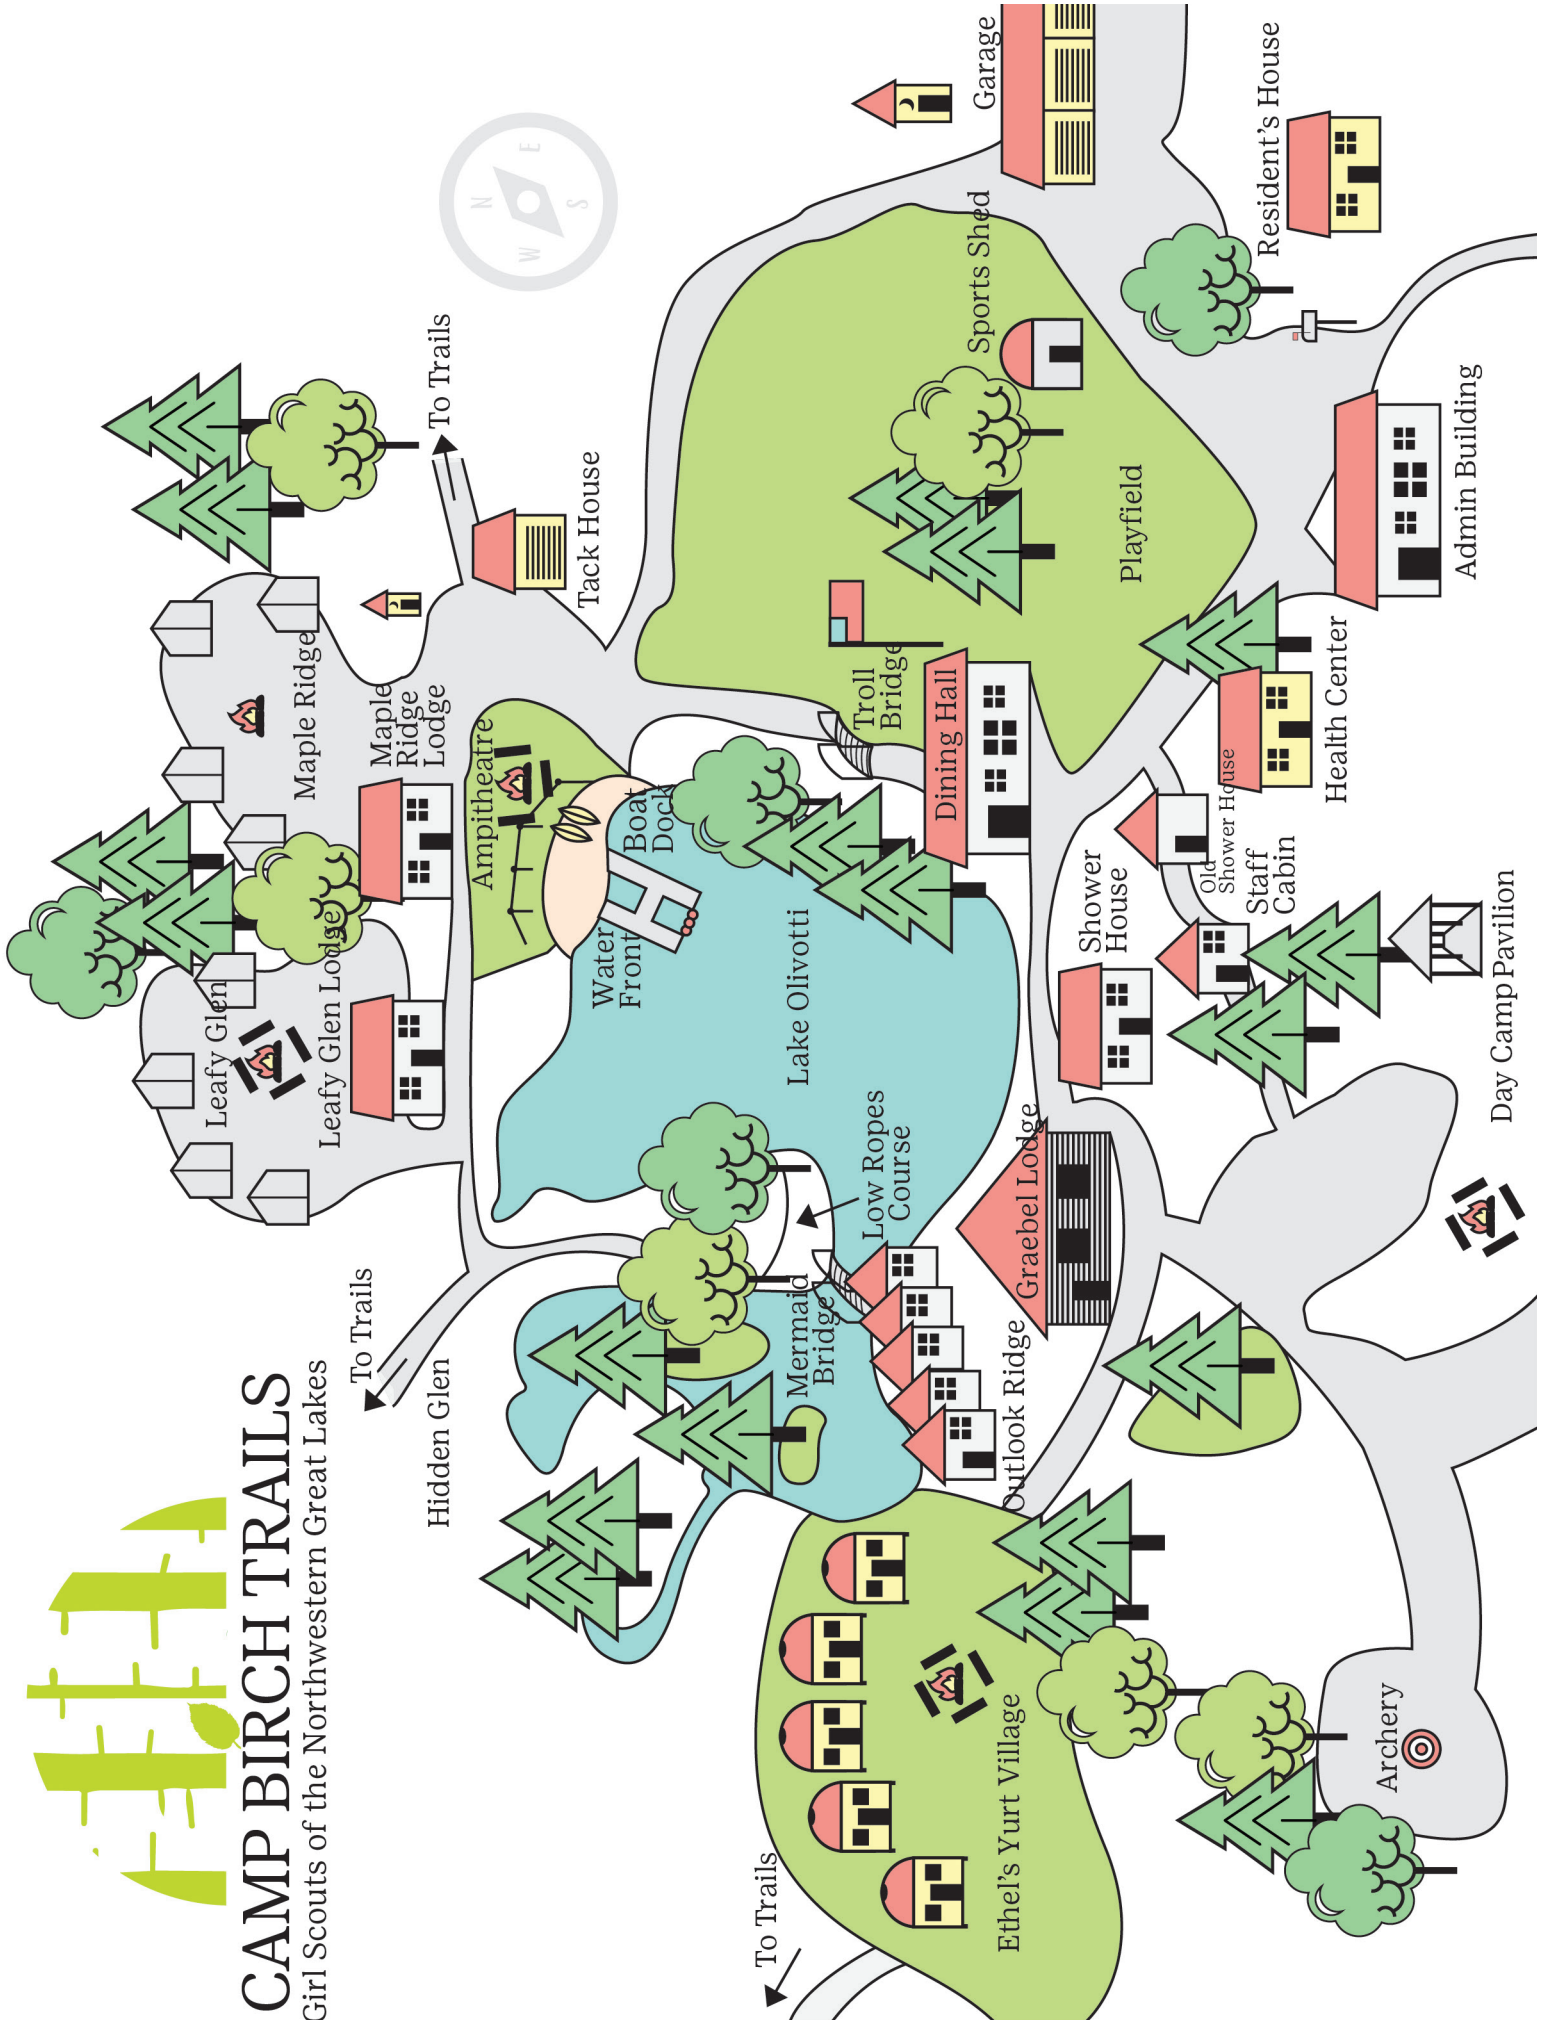 CAMP BIRCH TRAILS
Girl Scouts of the Northwestern Great Lakes
To Trails
Hidden Glen
Leafy Glen
Leafy Glen Lodge
Maple Ridge
Maple
Ridge
Lodge
To Trails
Tack House
N
E
S
W
Ampitheatre
Water
Front
Boat
Dock
Lake Olivotti
Low Ropes
Course
Mermaid
Bridge
Troll
Bridge
Dining Hall
Playfield
Sports Shed
Garage
Resident's House
Admin Building
Health Center
Old
Shower House
Staff
Cabin
Shower
House
Day Camp Pavilion
Graebel Lodge
Outlook Ridge
Ethel's Yurt Village
To Trails
Archery